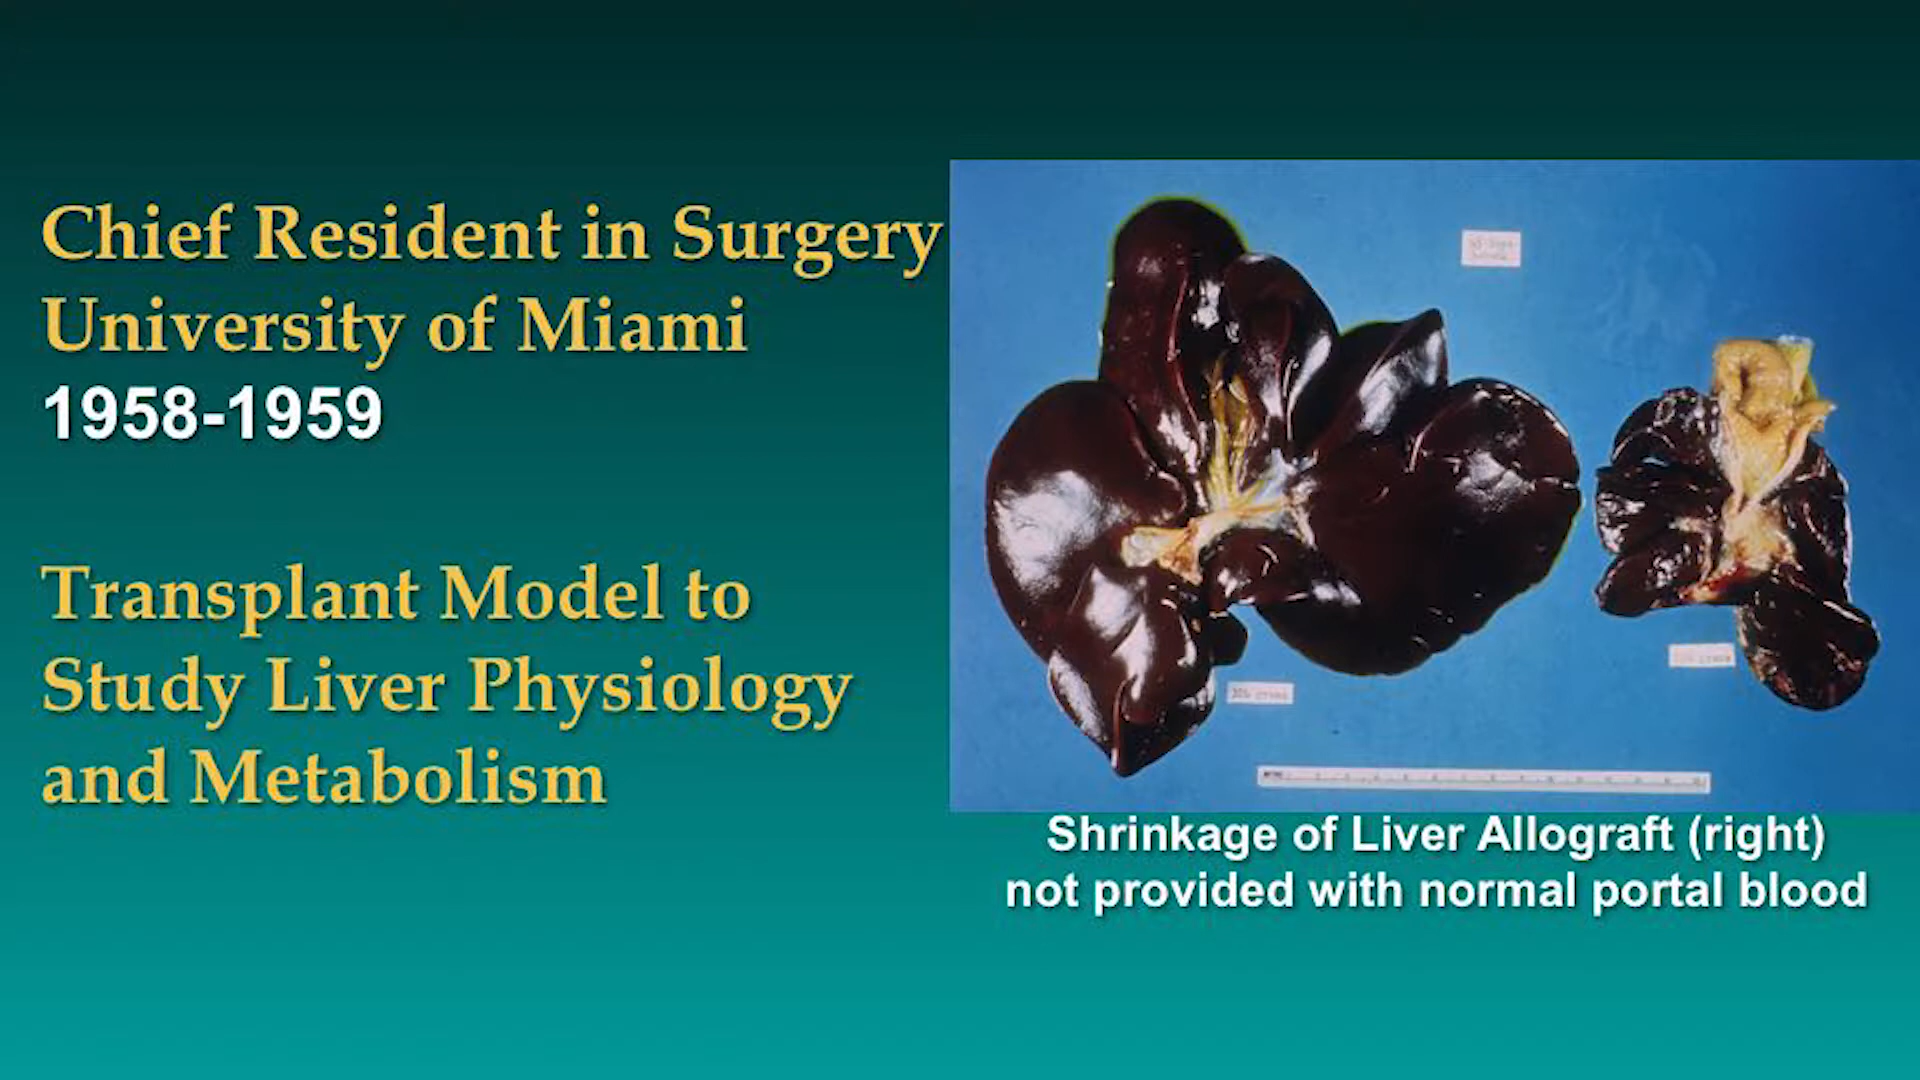 Chief Resident in Surgery
University of Miami
1958-1959
Transplant Model to
Study Liver Physiology
and Metabolism
Shrinkage of Liver Allograft (right)
not provided with normal portal blood